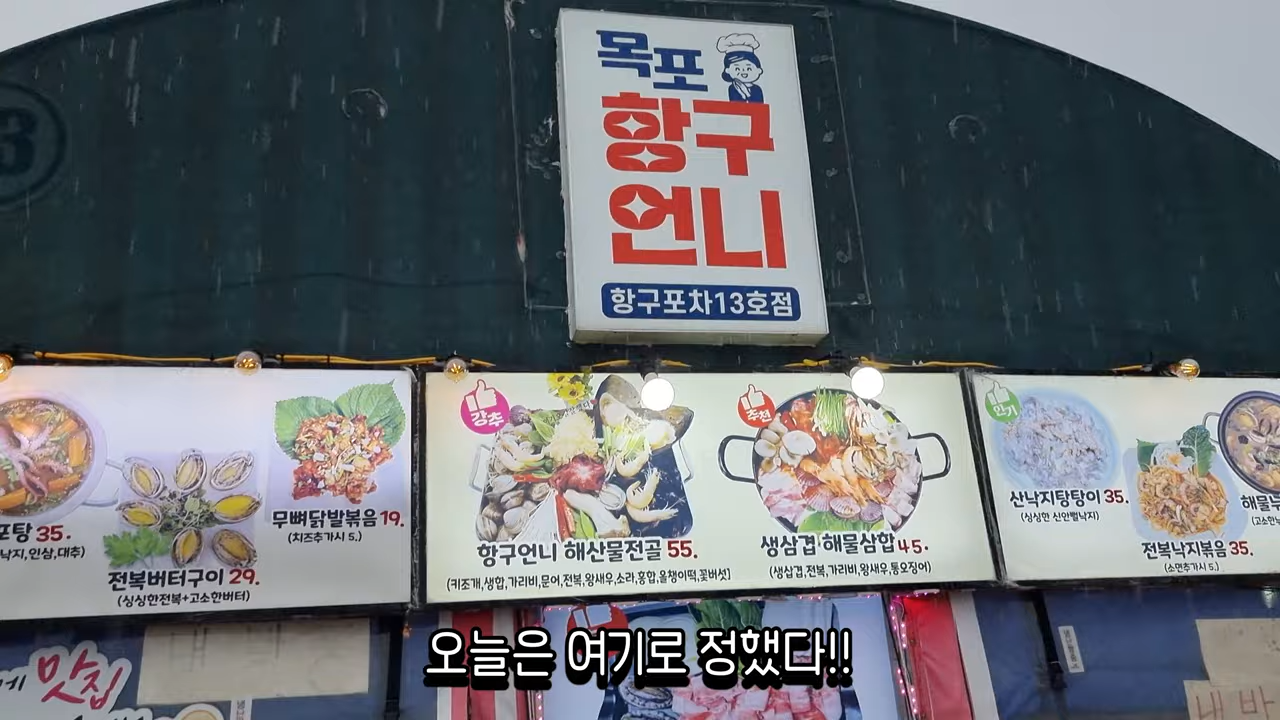 목포
항구
언니
항구포차13호점
3
강추
추천
인기
포탕 35.
낙지,인삼,대추)
전복버터구이 29.
(싱싱한전복+고소한버터)
무뼈닭발볶음 19.
(치즈추가시 5.)
항구언니 해산물전골 55.
(키조개,생합,가리비,문어,전복,왕새우,소라,홍합,올챙이떡,꽃버섯)
생삼겹 해물삼합 45.
(생삼겹,전복,가리비,왕새우,통오징어)
산낙지탕탕이 35.
(싱싱한 신안뻘낙지)
전복낙지볶음 35.
(소면추가시 5.)
해물
맛집
내 바
오늘은 여기로 정했다!!